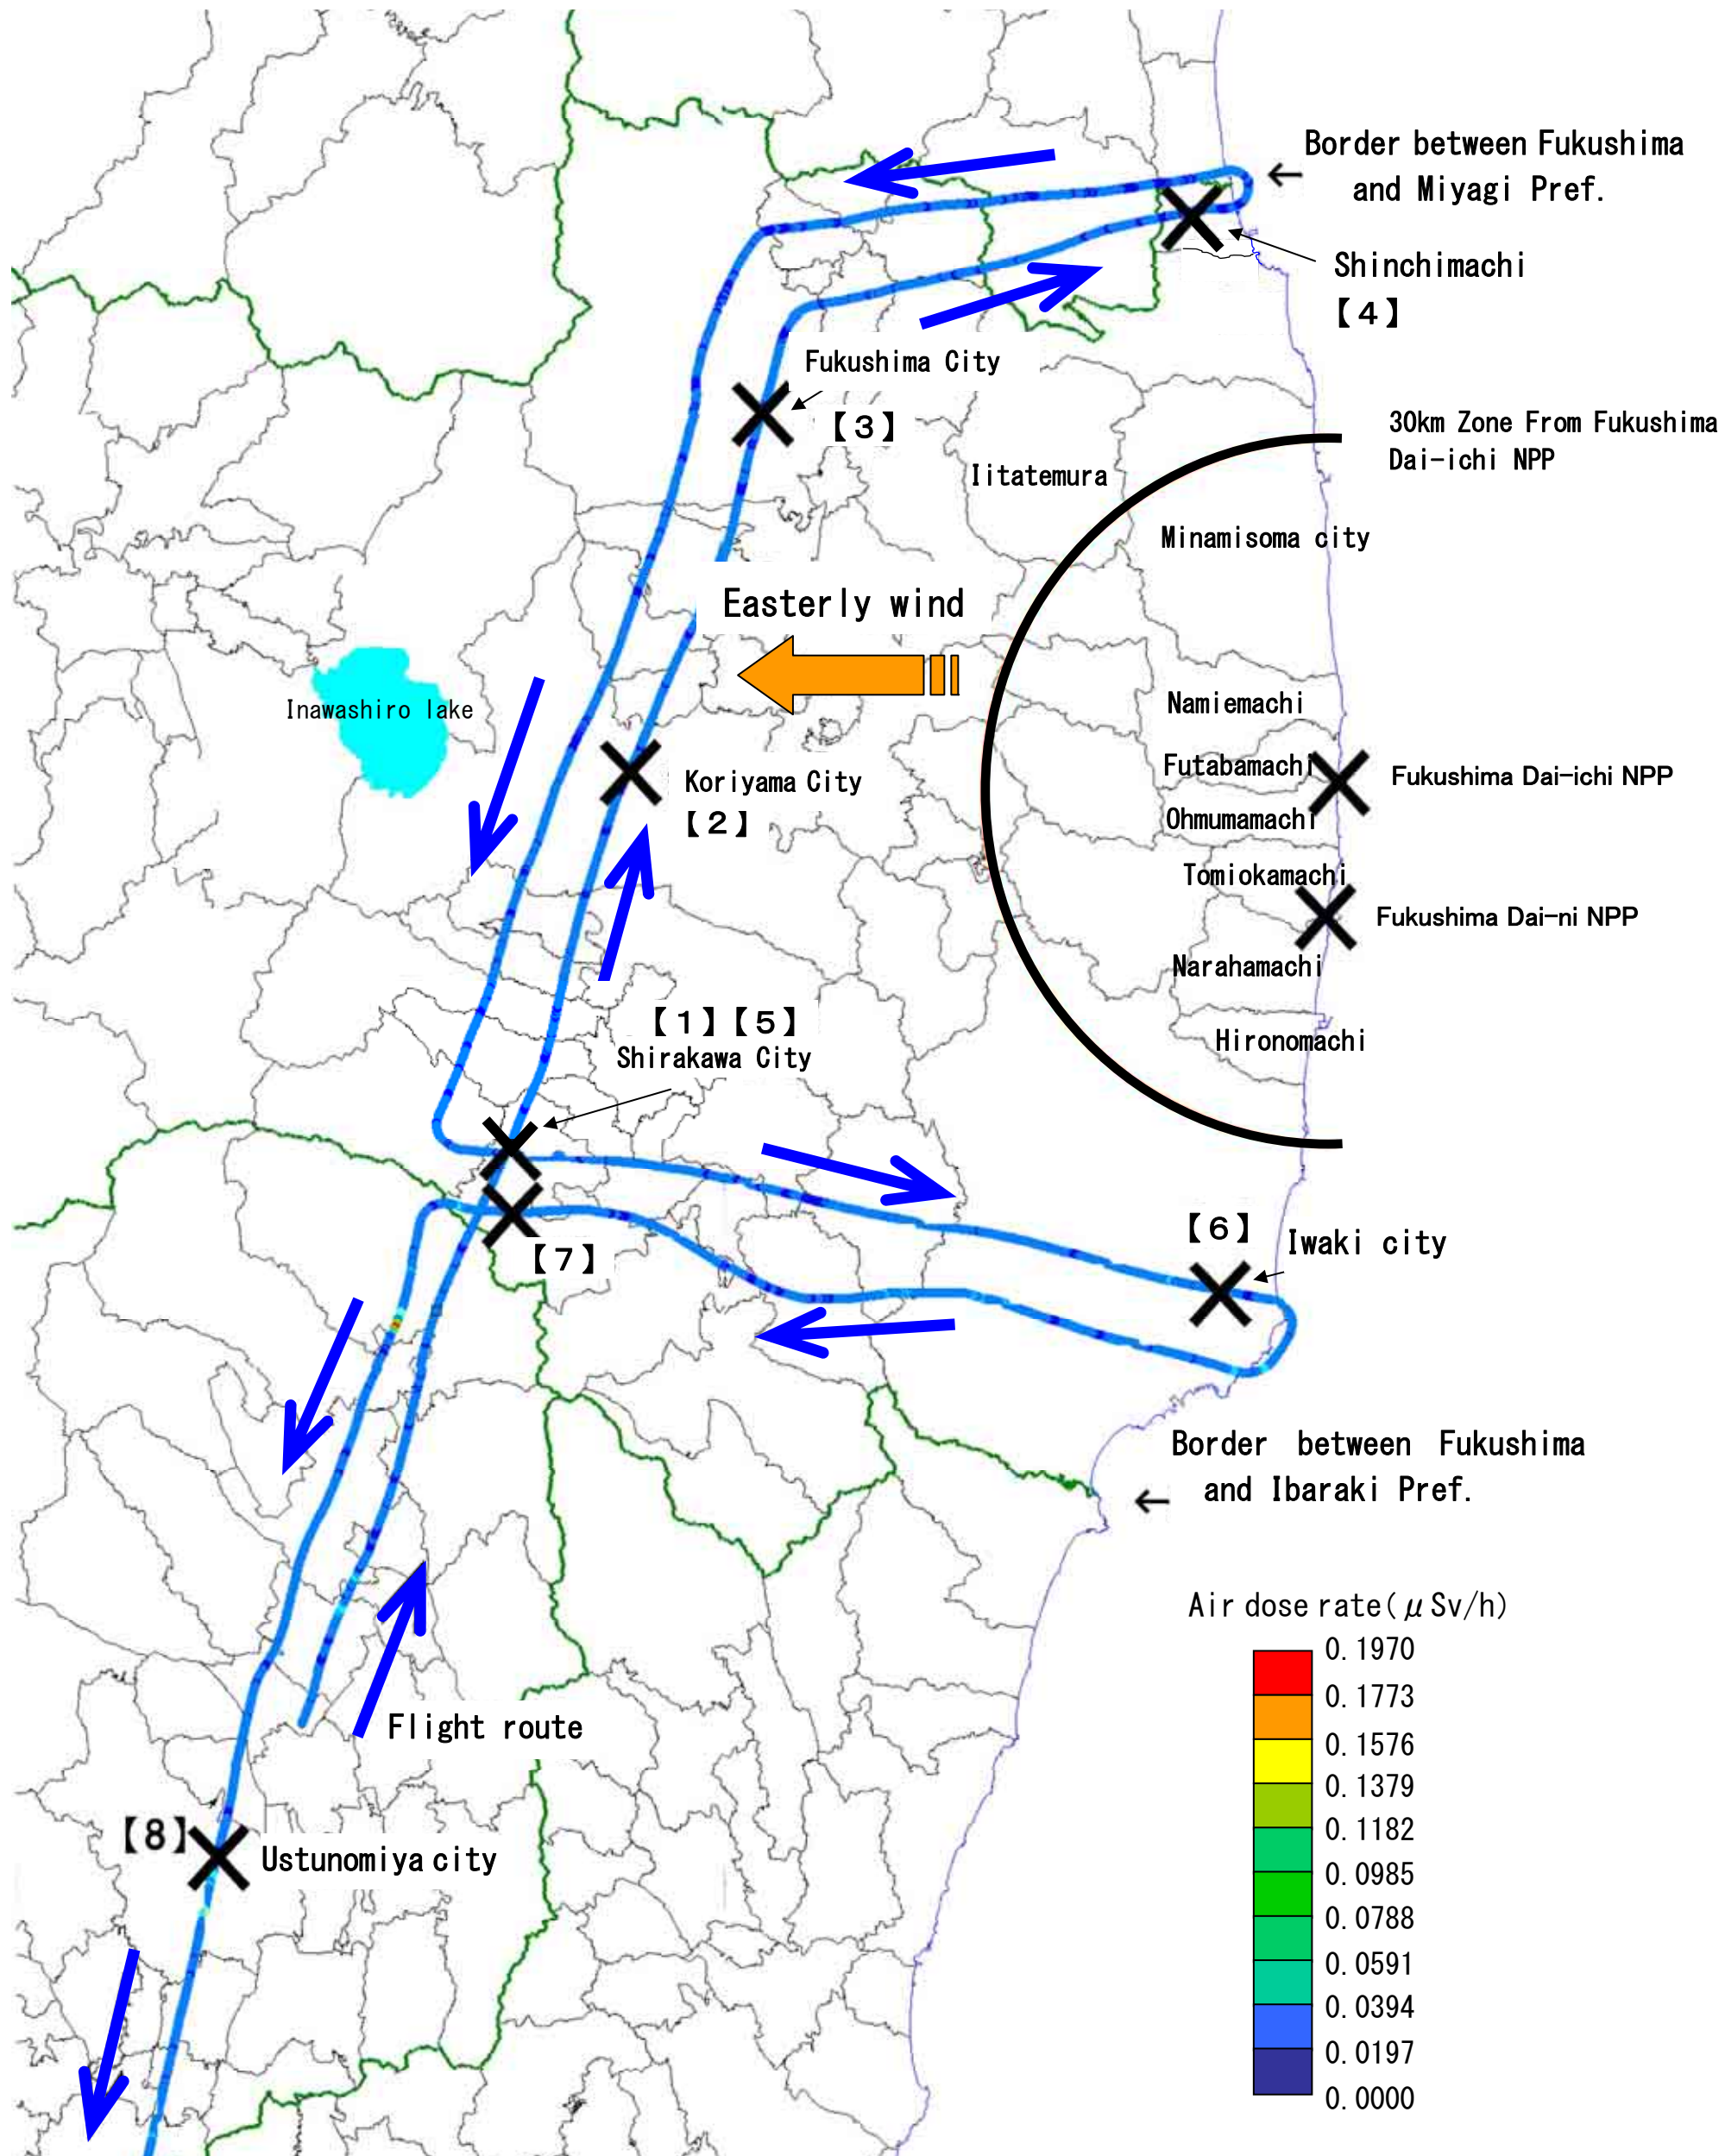 Border between Fukushima
and Miyagi Pref.
←
Shinchimachi
【4】
Fukushima City
【3】
30km Zone From Fukushima
Dai-ichi NPP
Iitatemura
Minamisoma city
Easterly wind
Inawashiro lake
Namiemachi
Koriyama City
【2】
Futabamachi
Fukushima Dai-ichi NPP
Ohmumamachi
Tomiokamachi
Fukushima Dai-ni NPP
Narahamachi
【1】【5】
Shirakawa City
Hironomachi
【6】
Iwaki city
【7】
Border between Fukushima
and Ibaraki Pref.
←
Flight route
【8】
Ustunomiya city
Air dose rate(μSv/h)
0.1970
0.1773
0.1576
0.1379
0.1182
0.0985
0.0788
0.0591
0.0394
0.0197
0.0000